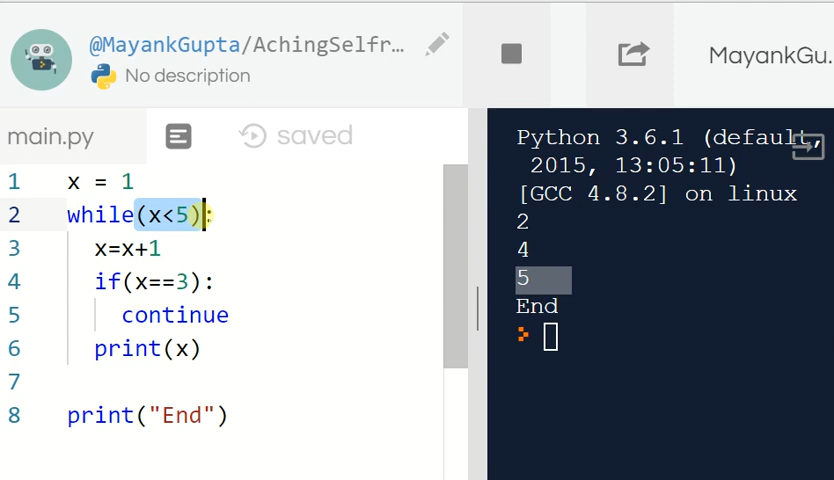 @MayankGupta/AchingSelfr…
No description
MayankGu.
main.py
saved
1 x = 1
2 while(x<5):
3 x=x+1
4 if(x==3):
5 continue
6 print(x)
7
8 print("End")
Python 3.6.1 (default,
2015, 13:05:11)
[GCC 4.8.2] on linux
2
4
5
End